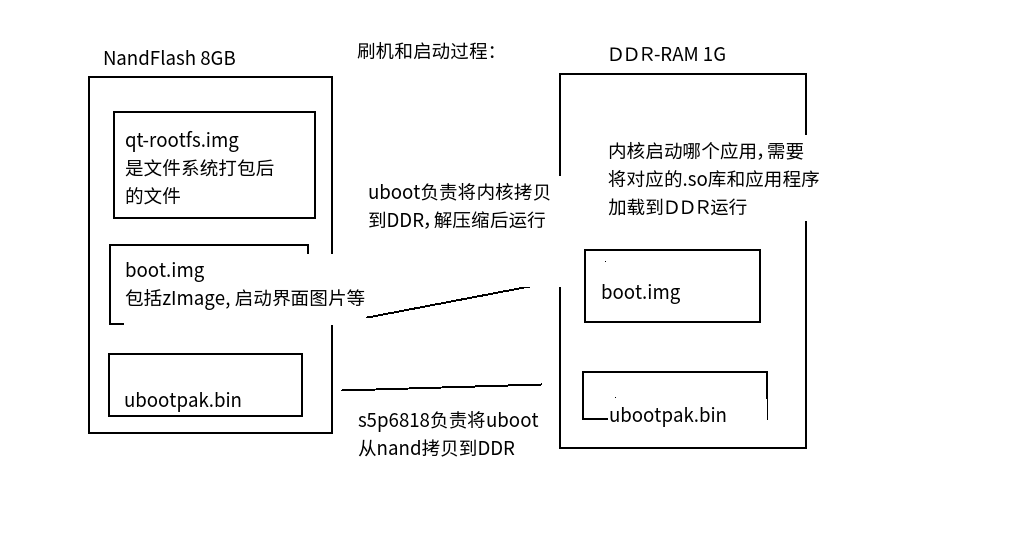 刷机和启动过程：
NandFlash 8GB
qt-rootfs.img
是文件系统打包后
的文件
boot.img
包括zImage, 启动界面图片等
ubootpak.bin
uboot负责将内核拷贝
到DDR, 解压缩后运行
s5p6818负责将uboot
从nand拷贝到DDR
ＤＤR-RAM 1G
内核启动哪个应用，需要
将对应的.so库和应用程序
加载到ＤＤＲ运行
boot.img
ubootpak.bin